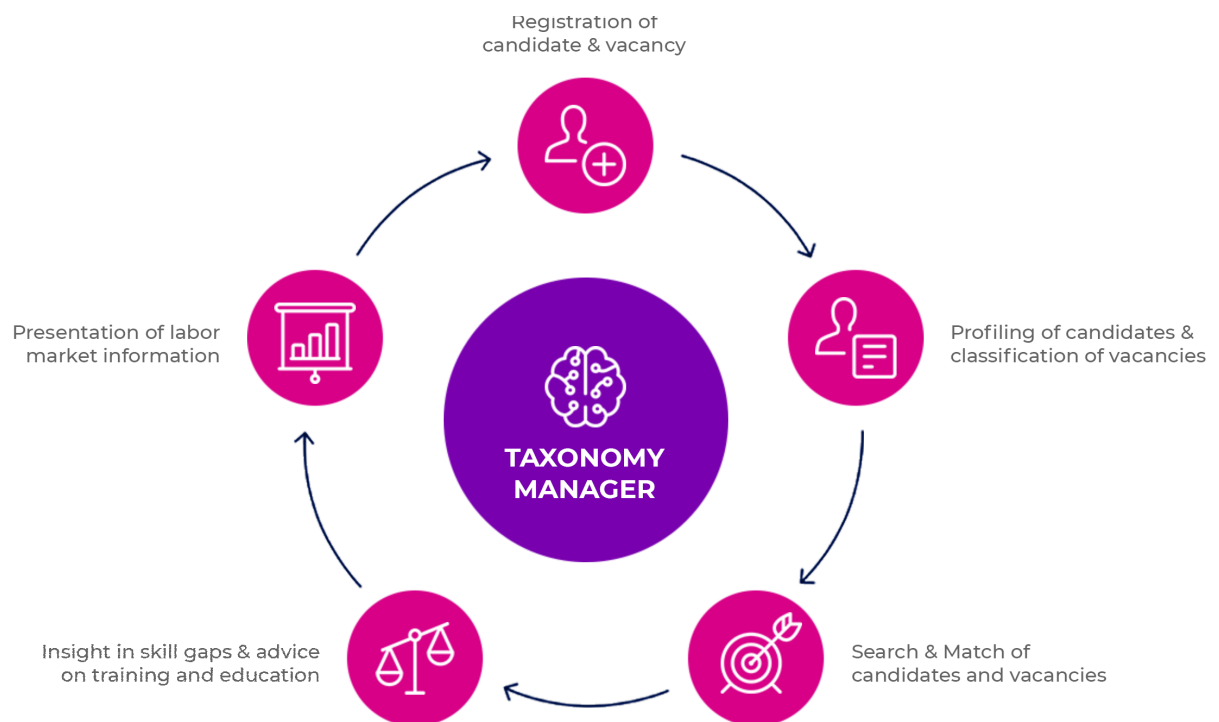 Registration of
candidate & vacancy
Profiling of candidates &
classification of vacancies
Search & Match of
candidates and vacancies
Insight in skill gaps & advice
on training and education
Presentation of labor
market information
TAXONOMY
MANAGER